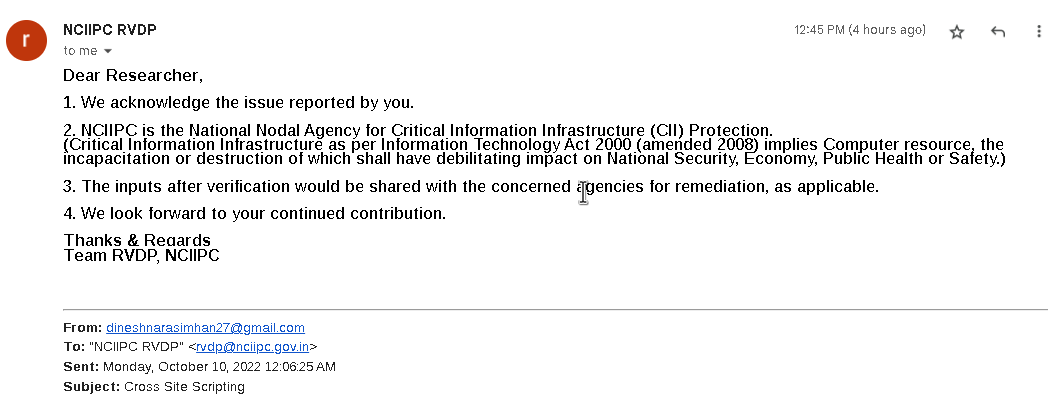 r
NCIIPC RVDP
12:45 PM (4 hours ago)
to me
Dear Researcher,
1. We acknowledge the issue reported by you.
2. NCIIPC is the National Nodal Agency for Critical Information Infrastructure (CII) Protection.
(Critical Information Infrastructure as per Information Technology Act 2000 (amended 2008) implies Computer resource, the
incapacitation or destruction of which shall have debilitating impact on National Security, Economy, Public Health or Safety.)
3. The inputs after verification would be shared with the concerned agencies for remediation, as applicable.
4. We look forward to your continued contribution.
Thanks & Regards
Team RVDP, NCIIPC
From: dineshnarasimhan27@gmail.com
To: "NCIIPC RVDP" <rvdp@nciipc.gov.in>
Sent: Monday, October 10, 2022 12:06:25 AM
Subject: Cross Site Scripting